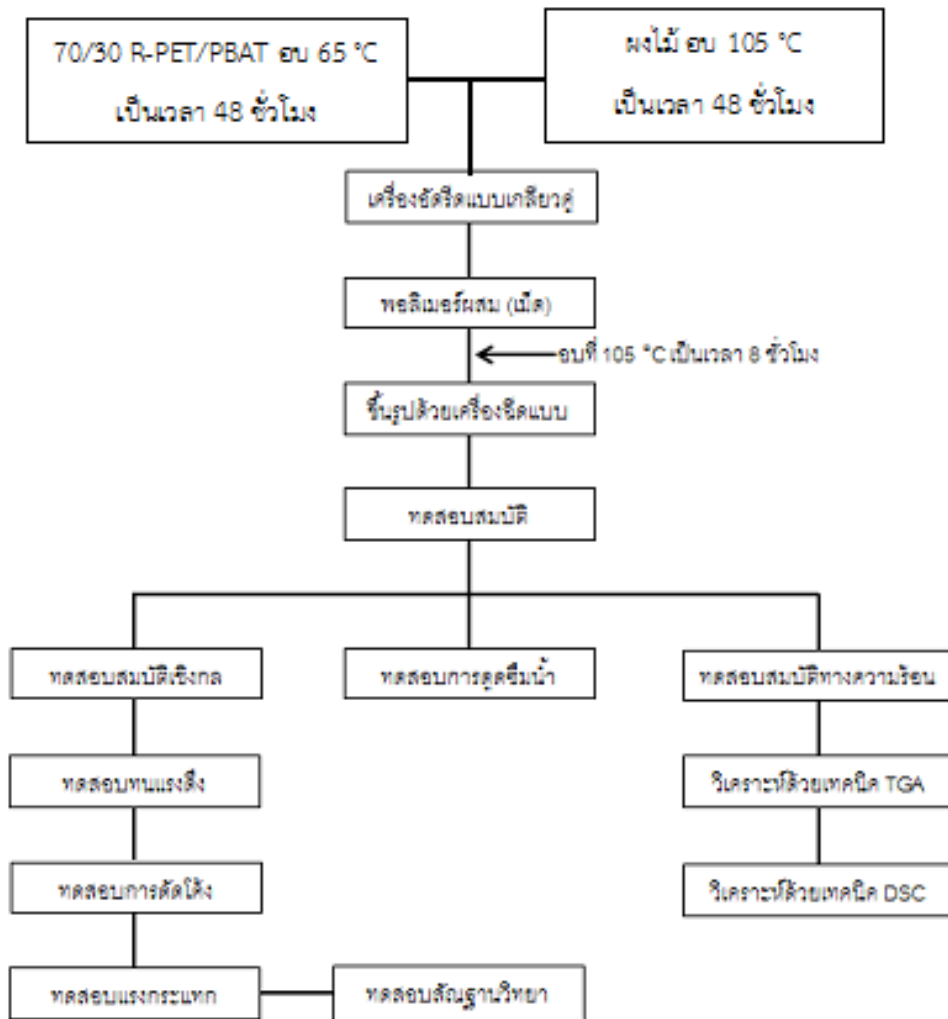 70/30 R-PET/PBAT อบ 65 °C
เป็นเวลา 48 ชั่วโมง
ผงไม้ อบ 105 °C
เป็นเวลา 48 ชั่วโมง
เครื่องอัดรีดแบบเกลียวคู่
พอลิเมอร์ผสม (เม็ด)
อบที่ 105 °C เป็นเวลา 8 ชั่วโมง
ขึ้นรูปด้วยเครื่องฉีดแบบ
ทดสอบสมบัติ
ทดสอบสมบัติเชิงกล
ทดสอบการดูดซึมน้ำ
ทดสอบสมบัติทางความร้อน
ทดสอบทนแรงดึง
วิเคราะห์ด้วยเทคนิค TGA
ทดสอบการดัดโค้ง
วิเคราะห์ด้วยเทคนิค DSC
ทดสอบแรงกระแทก
ทดสอบสัณฐานวิทยา